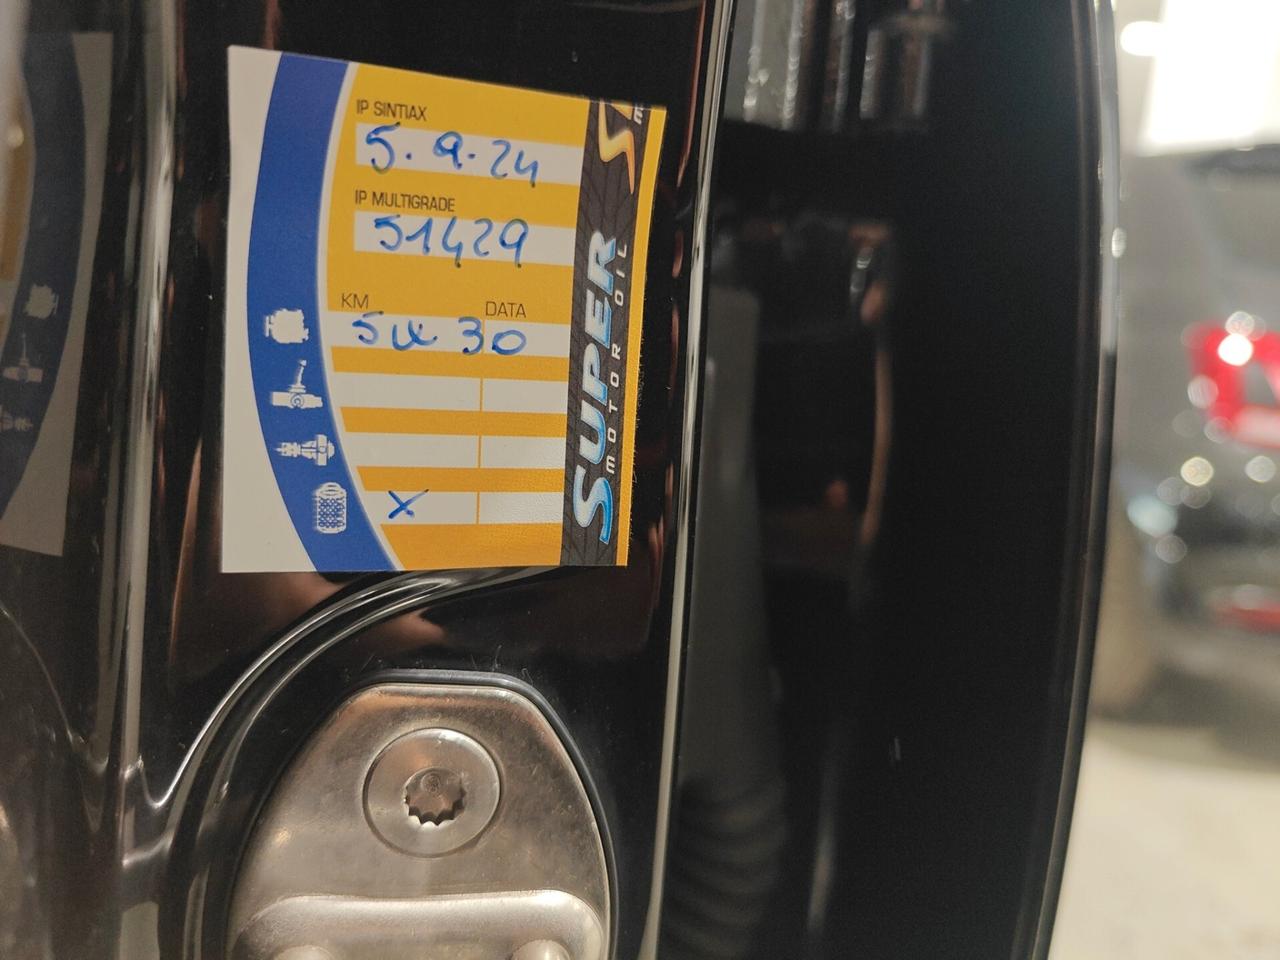 IP SINTIAX
5.9.24
IP MULTIGRADE
51429
KM DATA
5W30
X
SUPER
MOTOR OIL